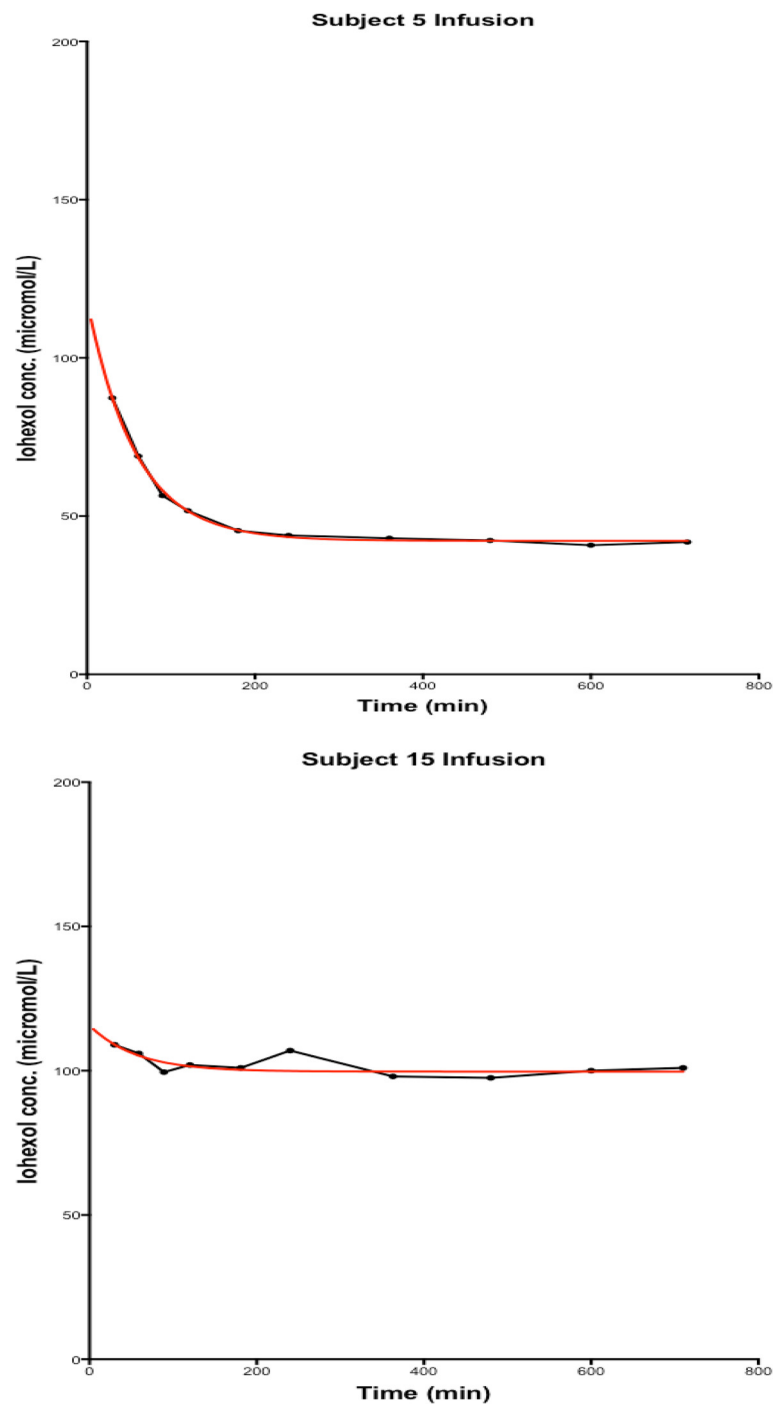 Subject 5 Infusion
200
150
100
50
0
Iohexol conc. (micromol/L)
0 200 400 600 800
Time (min)
Subject 15 Infusion
200
150
100
50
0
Iohexol conc. (micromol/L)
0 200 400 600 800
Time (min)